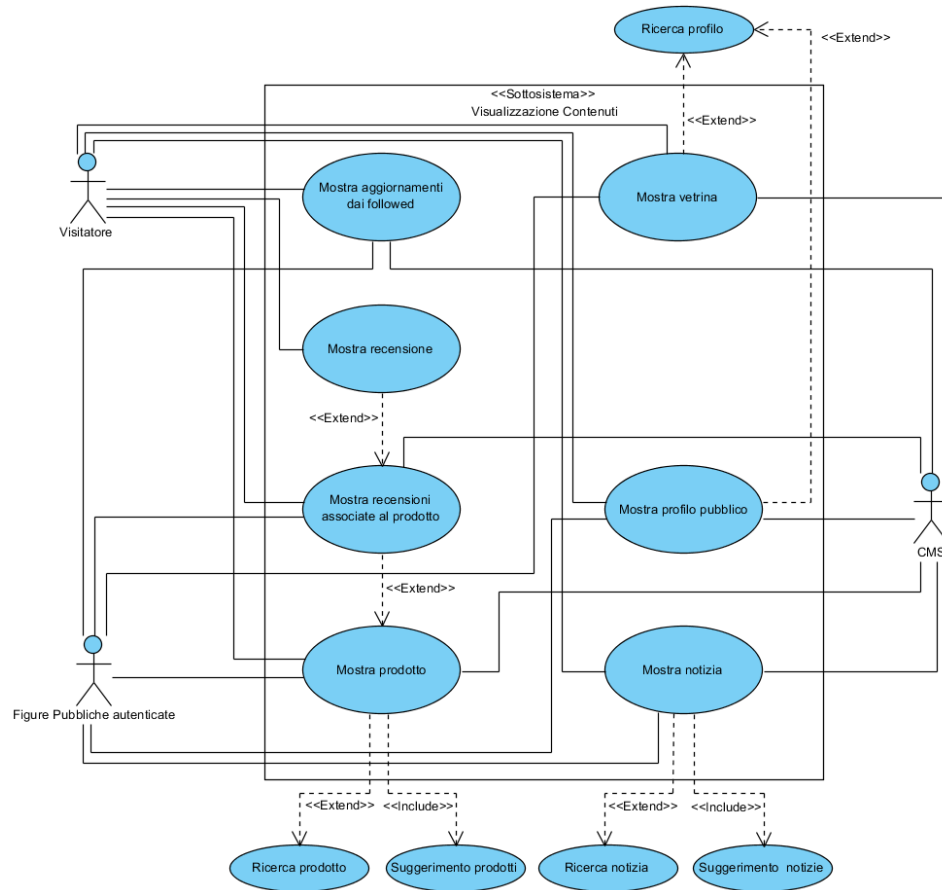 Ricerca profilo
<<Extend>>
<<Sottosistema>>
Visualizzazione Contenuti
<<Extend>>
Mostra aggiornamenti
dai followed
Mostra vetrina
Visitatore
Mostra recensione
<<Extend>>
Mostra recensioni
associate al prodotto
Mostra profilo pubblico
CMS
<<Extend>>
Mostra prodotto
Mostra notizia
Figure Pubbliche autenticate
<<Extend>>
<<Include>>
<<Extend>>
<<Include>>
Ricerca prodotto
Suggerimento prodotti
Ricerca notizia
Suggerimento notizie